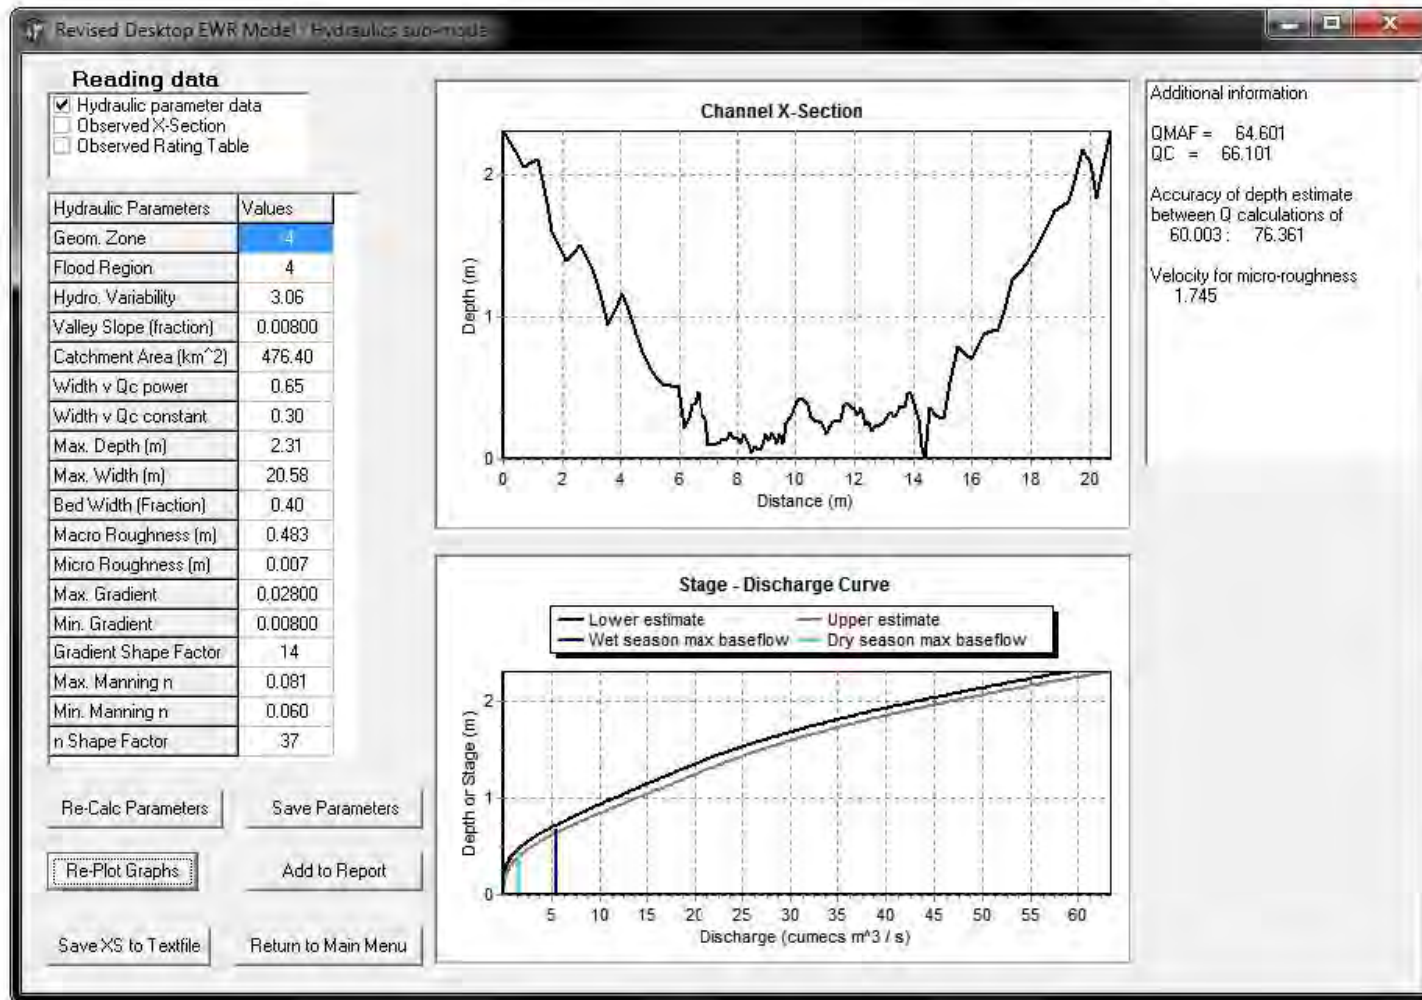 Revised Desktop EWR Model : Hydraulics sub-model
Reading data
Hydraulic parameter data
Observed X-Section
Observed Rating Table
Hydraulic Parameters Values
Geom. Zone 4
Flood Region 4
Hydro. Variability 3.06
Valley Slope (fraction) 0.00800
Catchment Area (km^2) 476.40
Width v Qc power 0.65
Width v Qc constant 0.30
Max. Depth (m) 2.31
Max. Width (m) 20.58
Bed Width (Fraction) 0.40
Macro Roughness (m) 0.483
Micro Roughness (m) 0.007
Max. Gradient 0.02800
Min. Gradient 0.00800
Gradient Shape Factor 14
Max. Manning n 0.081
Min. Manning n 0.060
n Shape Factor 37
Re-Calc Parameters Save Parameters
Re-Plot Graphs Add to Report
Save XS to Textfile Return to Main Menu
Channel X-Section
Depth (m)
2
1
0
0 2 4 6 8 10 12 14 16 18 20
Distance (m)
Stage - Discharge Curve
Lower estimate Upper estimate
Wet season max baseflow Dry season max baseflow
Depth or Stage (m)
2
1
0
5 10 15 20 25 30 35 40 45 50 55 60
Discharge (cumecs m^3 / s)
Additional information
QMAF = 64.601
QC = 66.101
Accuracy of depth estimate
between Q calculations of
60.003 : 76.361
Velocity for micro-roughness
1.745